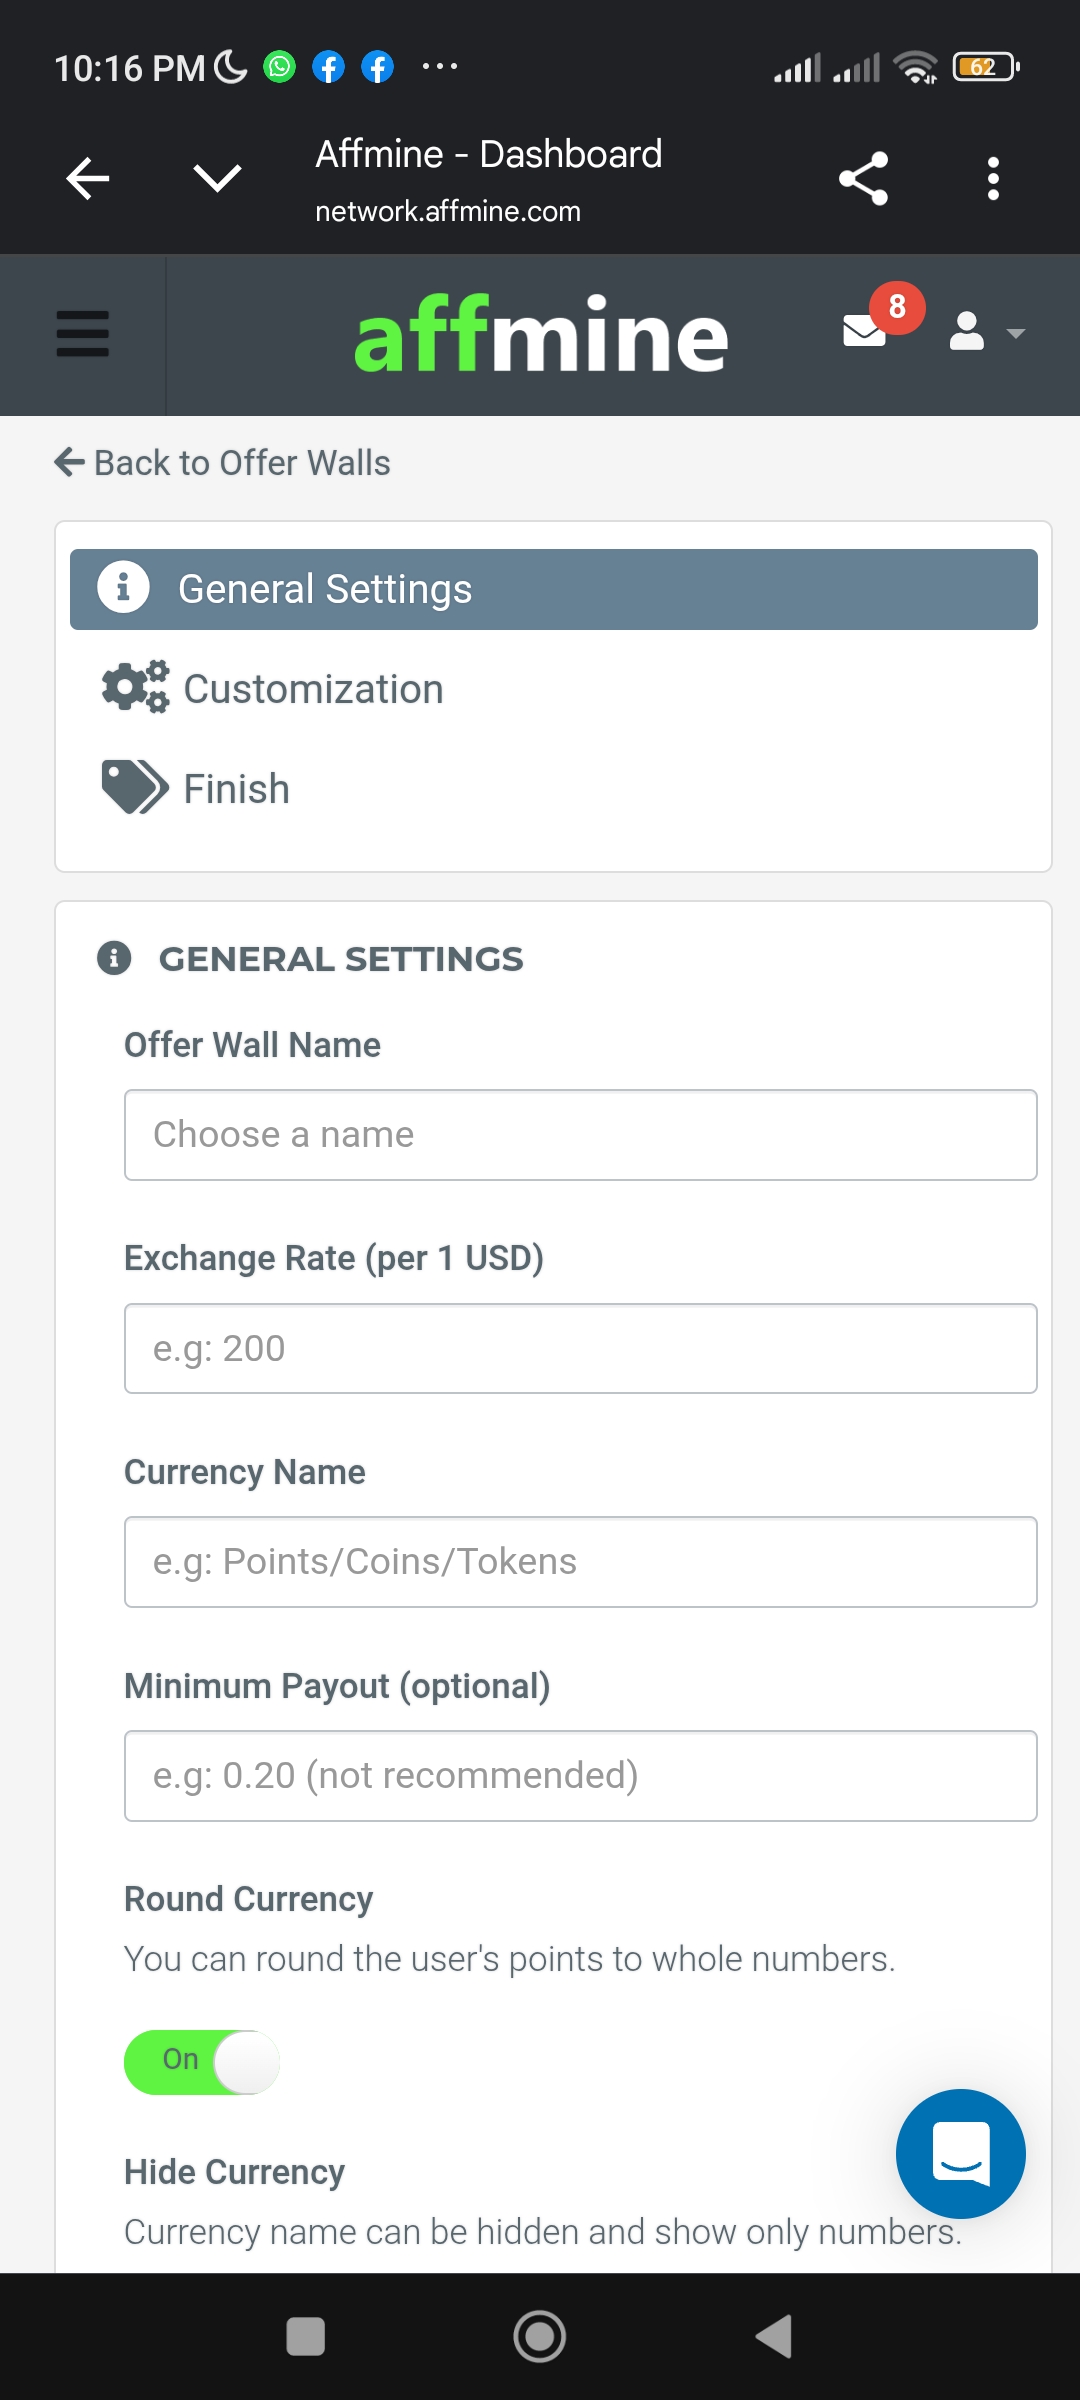 10:16 PM
62
Affmine - Dashboard
network.affmine.com
affmine
8
Back to Offer Walls
General Settings
Customization
Finish
GENERAL SETTINGS
Offer Wall Name
Choose a name
Exchange Rate (per 1 USD)
e.g: 200
Currency Name
e.g: Points/Coins/Tokens
Minimum Payout (optional)
e.g: 0.20 (not recommended)
Round Currency
You can round the user's points to whole numbers.
On
Hide Currency
Currency name can be hidden and show only numbers.